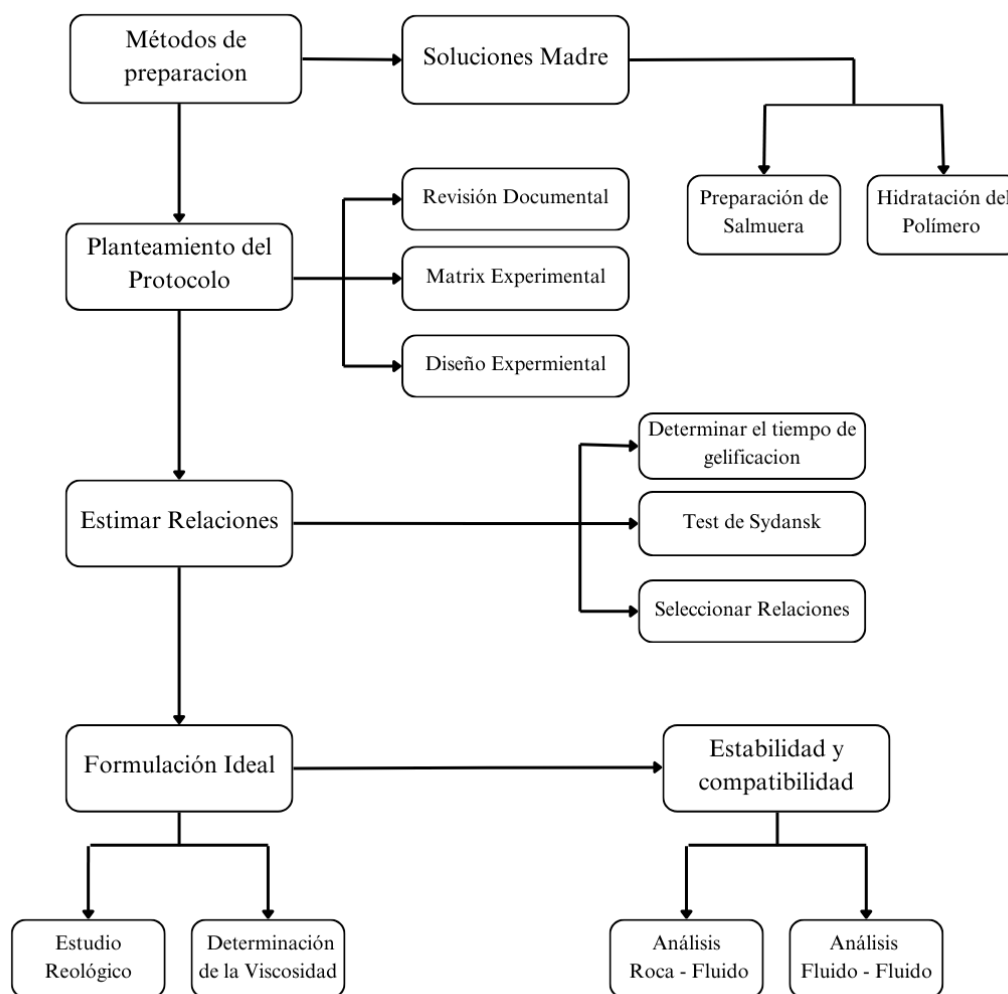 Métodos de
preparacion
Soluciones Madre
Preparación de
Salmuera
Hidratación del
Polímero
Planteamiento del
Protocolo
Revisión Documental
Matrix Experimental
Diseño Expermiental
Estimar Relaciones
Determinar el tiempo de
gelificacion
Test de Sydansk
Seleccionar Relaciones
Formulación Ideal
Estabilidad y
compatibilidad
Estudio
Reológico
Determinación
de la Viscosidad
Análisis
Roca - Fluido
Análisis
Fluido - Fluido